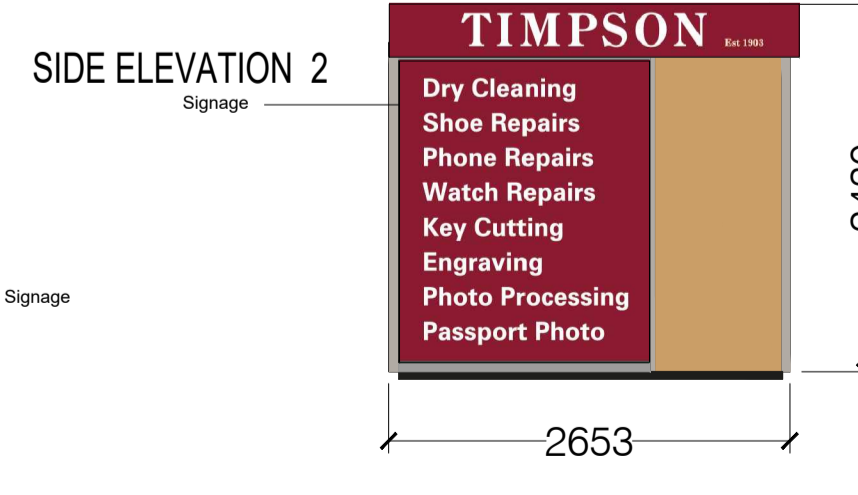 TIMPSON Est 1903
SIDE ELEVATION 2
Signage
Dry Cleaning
Shoe Repairs
Phone Repairs
Watch Repairs
Key Cutting
Engraving
Photo Processing
Passport Photo
Signage
2653